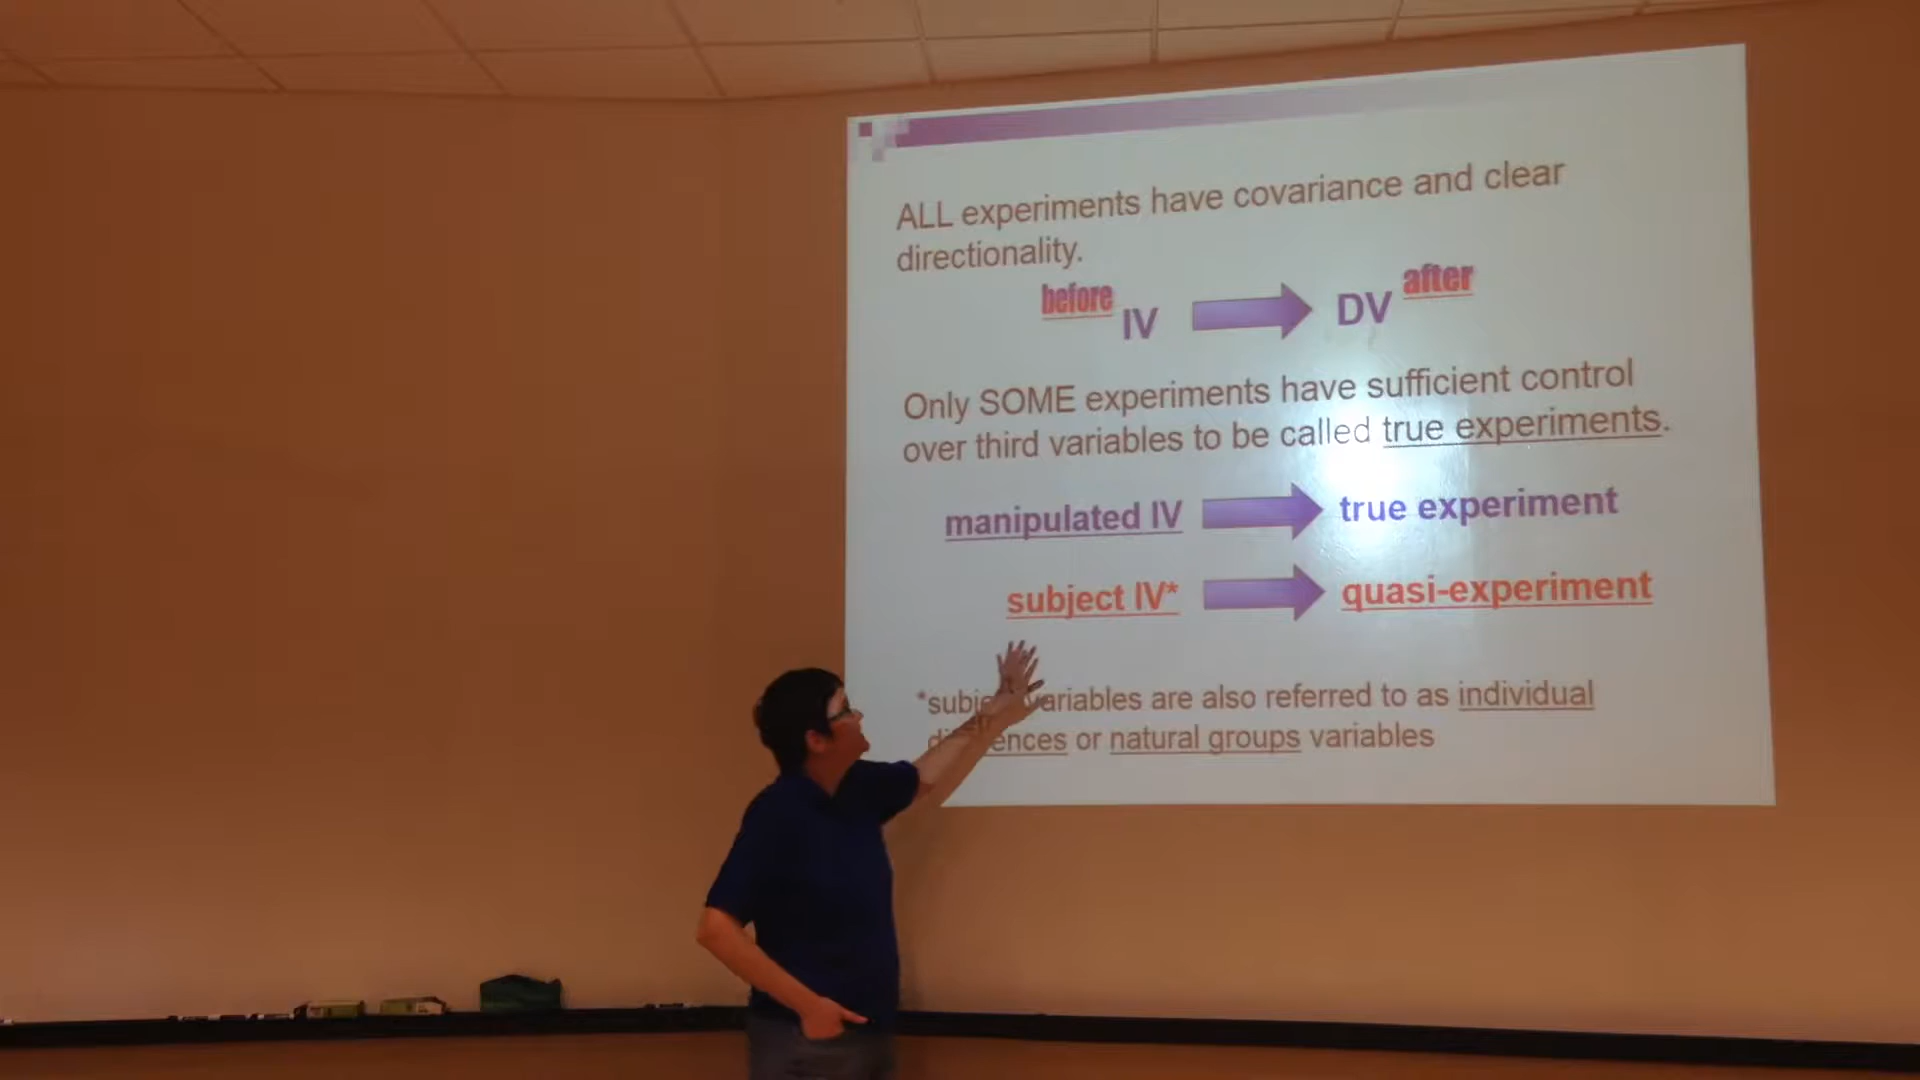 ALL experiments have covariance and clear
directionality.
before IV DV after
Only SOME experiments have sufficient control
over third variables to be called true experiments.
manipulated IV true experiment
subject IV* quasi-experiment
variables are also referred to as individual
or natural groups variables